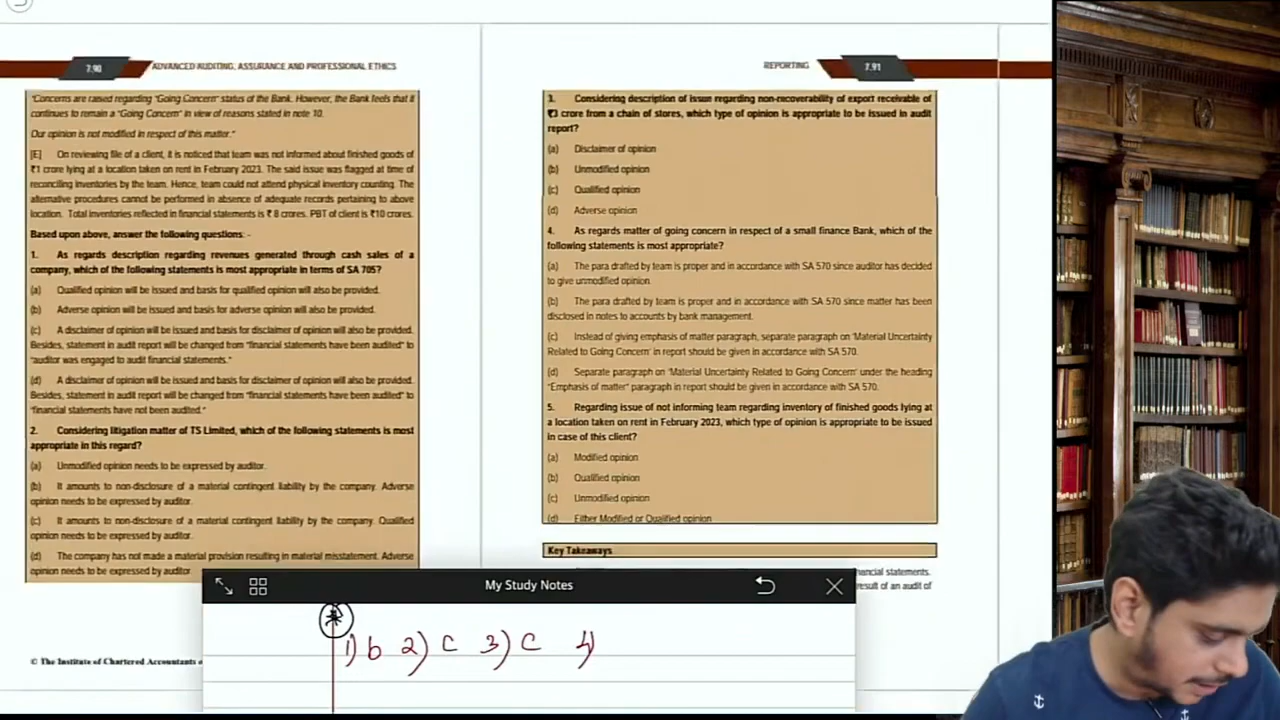 7.90 ADVANCED AUDITING, ASSURANCE AND PROFESSIONAL ETHICS
"Concerns are raised regarding "Going Concern" status of the Bank. However, the Bank feels that it
continues to remain a "Going Concern" in view of reasons stated in note 10.
Our opinion is not modified in respect of this matter."
[E] On reviewing file of a client, it is noticed that team was not informed about finished goods of
₹1 crore lying at a location taken on rent in February 2023. The said issue was flagged at time of
reconciling inventories by the team. Hence, team could not attend physical inventory counting. The
alternative procedures cannot be performed in absence of adequate records pertaining to above
location. Total inventories reflected in financial statements is ₹ 8 crores. PBT of client is ₹10 crores.
Based upon above, answer the following questions: -
1. As regards description regarding revenues generated through cash sales of a
company, which of the following statements is most appropriate in terms of SA 705?
(a) Qualified opinion will be issued and basis for qualified opinion will also be provided.
(b) Adverse opinion will be issued and basis for adverse opinion will also be provided.
(c) A disclaimer of opinion will be issued and basis for disclaimer of opinion will also be provided.
Besides, statement in audit report will be changed from "financial statements have been audited" to
"auditor was engaged to audit financial statements."
(d) A disclaimer of opinion will be issued and basis for disclaimer of opinion will also be provided.
Besides, statement in audit report will be changed from "financial statements have been audited" to
"financial statements have not been audited."
2. Considering litigation matter of TS Limited, which of the following statements is most
appropriate in this regard?
(a) Unmodified opinion needs to be expressed by auditor.
(b) It amounts to non-disclosure of a material contingent liability by the company. Adverse
opinion needs to be expressed by auditor.
(c) It amounts to non-disclosure of a material contingent liability by the company. Qualified
opinion needs to be expressed by auditor.
(d) The company has not made a material provision resulting in material misstatement. Adverse
opinion needs to be expressed by auditor
© The Institute of Chartered Accountants o
REPORTING 7.91
3. Considering description of issue regarding non-recoverability of export receivable of
₹3 crore from a chain of stores, which type of opinion is appropriate to be issued in audit
report?
(a) Disclaimer of opinion
(b) Unmodified opinion
(c) Qualified opinion
(d) Adverse opinion
4. As regards matter of going concern in respect of a small finance Bank, which of the
following statements is most appropriate?
(a) The para drafted by team is proper and in accordance with SA 570 since auditor has decided
to give unmodified opinion.
(b) The para drafted by team is proper and in accordance with SA 570 since matter has been
disclosed in notes to accounts by bank management.
(c) Instead of giving emphasis of matter paragraph, separate paragraph on 'Material Uncertainty
Related to Going Concern' in report should be given in accordance with SA 570.
(d) Separate paragraph on 'Material Uncertainty Related to Going Concern' under the heading
"Emphasis of matter" paragraph in report should be given in accordance with SA 570.
5. Regarding issue of not informing team regarding inventory of finished goods lying at
a location taken on rent in February 2023, which type of opinion is appropriate to be issued
in case of this client?
(a) Modified opinion
(b) Qualified opinion
(c) Unmodified opinion
(d) Either Modified or Qualified opinion
Key Takeaways
nancial statements.
result of an audit of
My Study Notes
1) b 2) c 3) c 4)